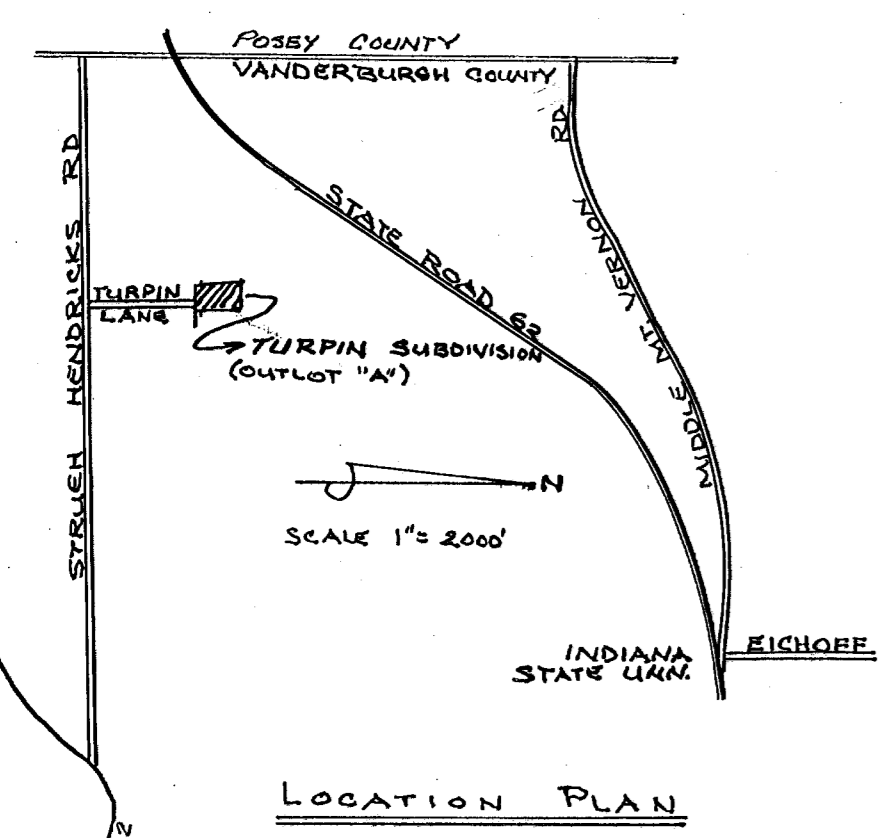 POSEY COUNTY
VANDERBURGH COUNTY
STRUEH HENDRICKS RD
STATE ROAD 62
MIDDLE MT. VERNON RD
TURPIN
LANE
TURPIN SUBDIVISION
(OUTLOT "A")
N
SCALE 1"= 2000'
INDIANA
STATE UNN.
EICHOFF
LOCATION PLAN
N